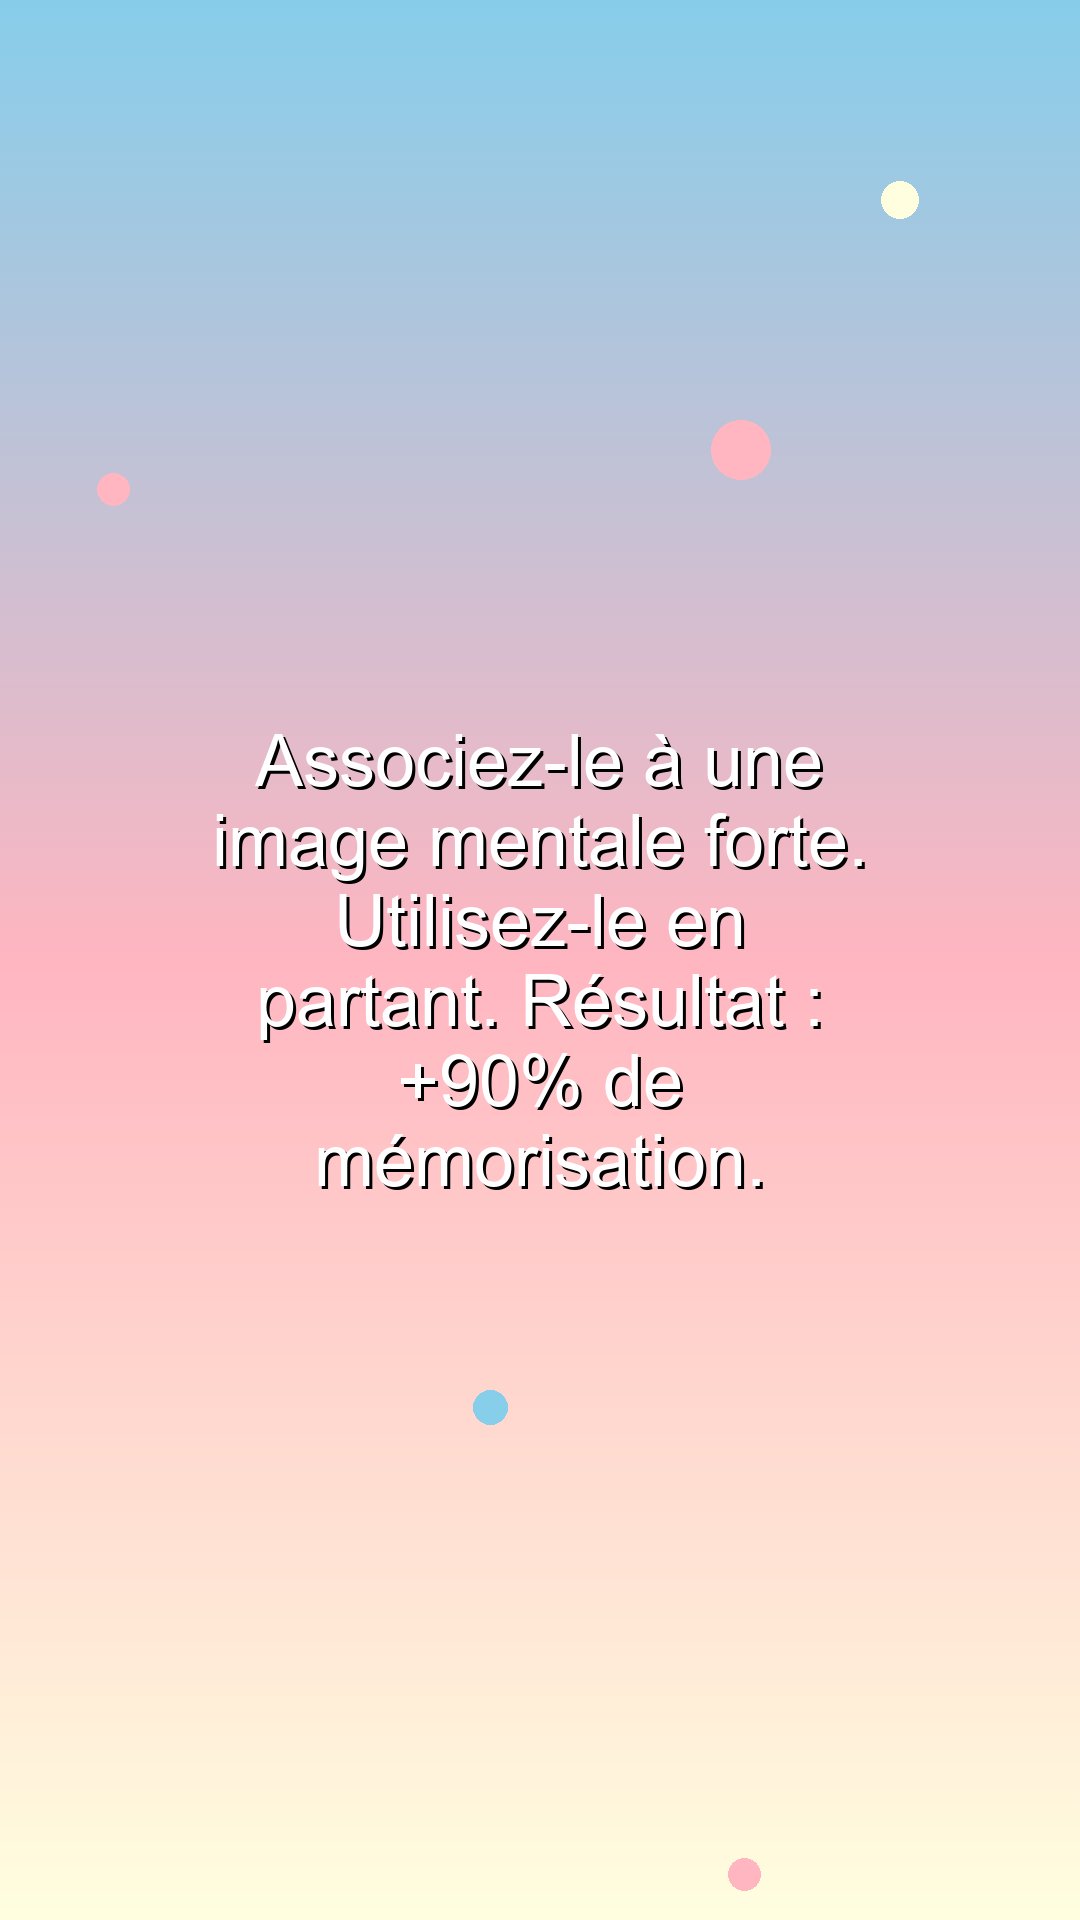 Associez-le à une
image mentale forte.
Utilisez-le en
partant. Résultat :
+90% de
mémorisation.